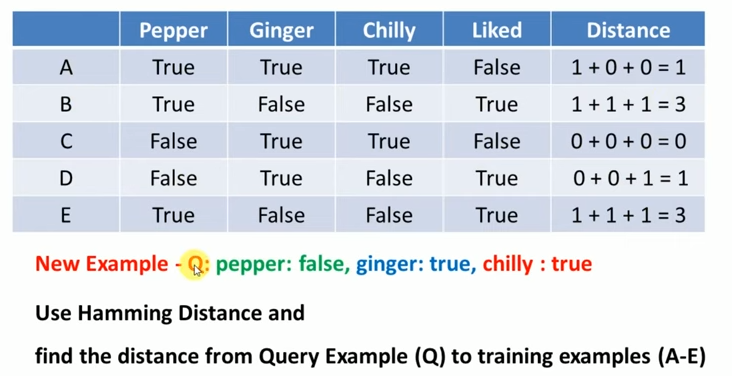 Pepper Ginger Chilly Liked Distance
A True True True False 1 + 0 + 0 = 1
B True False False True 1 + 1 + 1 = 3
C False True True False 0 + 0 + 0 = 0
D False True False True 0 + 0 + 1 = 1
E True False False True 1 + 1 + 1 = 3
New Example - Q: pepper: false, ginger: true, chilly : true
Use Hamming Distance and
find the distance from Query Example (Q) to training examples (A-E)